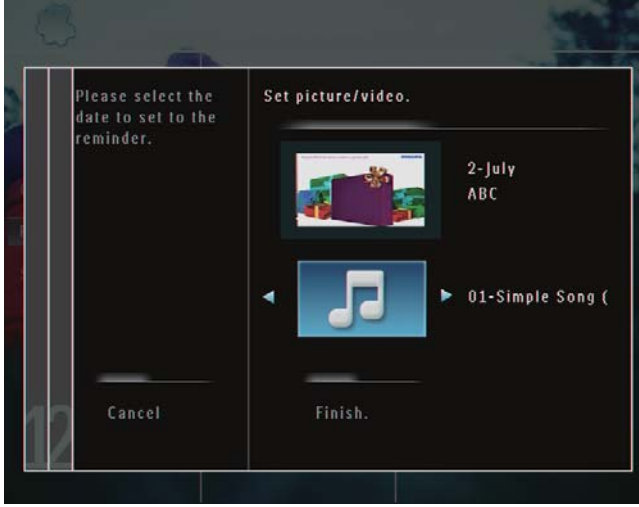 Please select the
date to set to the
reminder.
Cancel
Set picture/video.
2-July
ABC
01-Simple Song (
Finish.
12